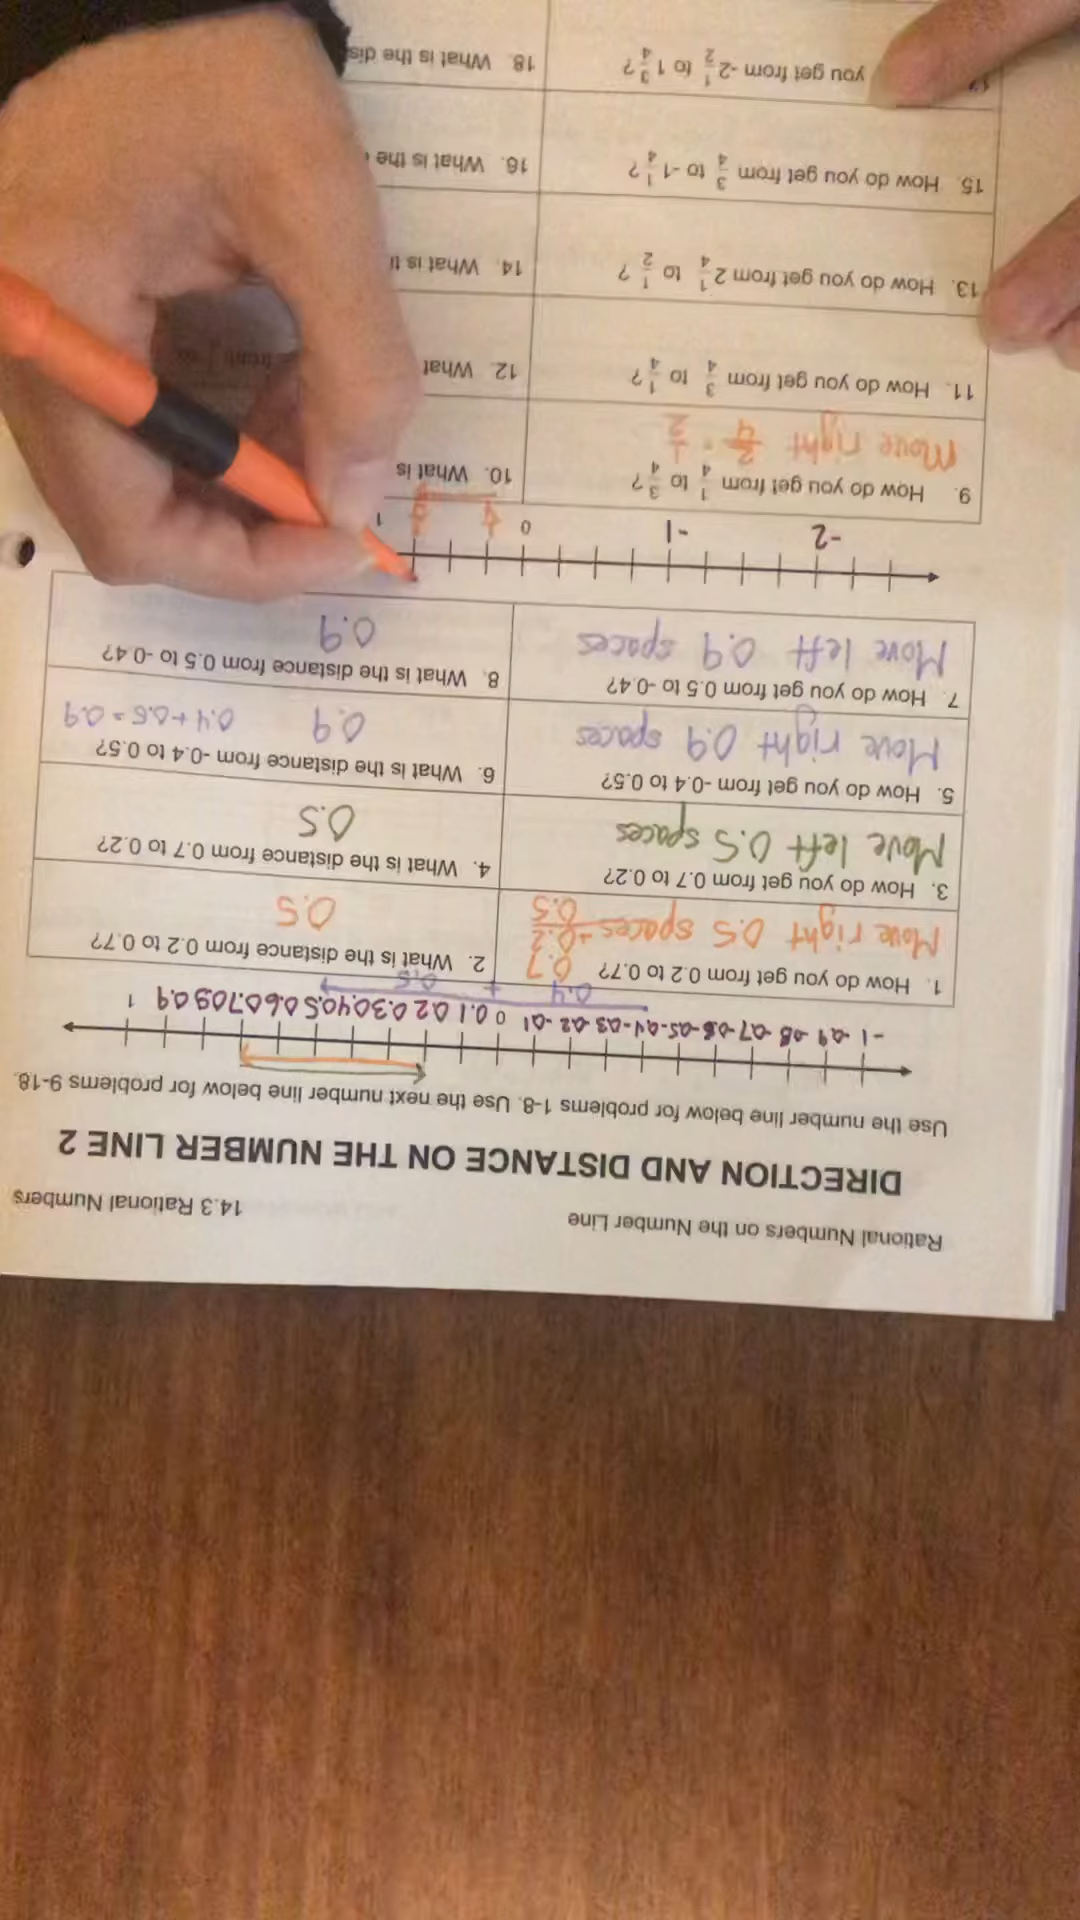 Rational Numbers on the Number Line 14.3 Rational Numbers
DIRECTION AND DISTANCE ON THE NUMBER LINE 2
Use the number line below for problems 1-8. Use the next number line below for problems 9-18.
-1 -0.9 -0.8 -0.7 -0.6 -0.5 -0.4 -0.3 -0.2 -0.1 0 0.1 0.2 0.3 0.4 0.5 0.6 0.7 0.9 1
0.4 + 0.5
1. How do you get from 0.2 to 0.7? 0.7
-0.2
0.5
Move right 0.5 spaces
2. What is the distance from 0.2 to 0.7?
0.5
3. How do you get from 0.7 to 0.2?
Move left 0.5 spaces
4. What is the distance from 0.7 to 0.2?
0.5
5. How do you get from -0.4 to 0.5?
Move right 0.9 spaces
6. What is the distance from -0.4 to 0.5?
0.9 0.4+0.5=0.9
7. How do you get from 0.5 to -0.4?
Move left 0.9 spaces
8. What is the distance from 0.5 to -0.4?
0.9
-2 -1 0 1
9. How do you get from 1/4 to 3/4?
Move right 2/4 = 1/2
10. What is
11. How do you get from 3/4 to 1/4?
12. What
13. How do you get from 2 1/4 to 1/2?
14. What is t
15. How do you get from 3/4 to -1 1/4?
16. What is the
you get from -2 1/2 to 1 3/4?
18. What is the dis